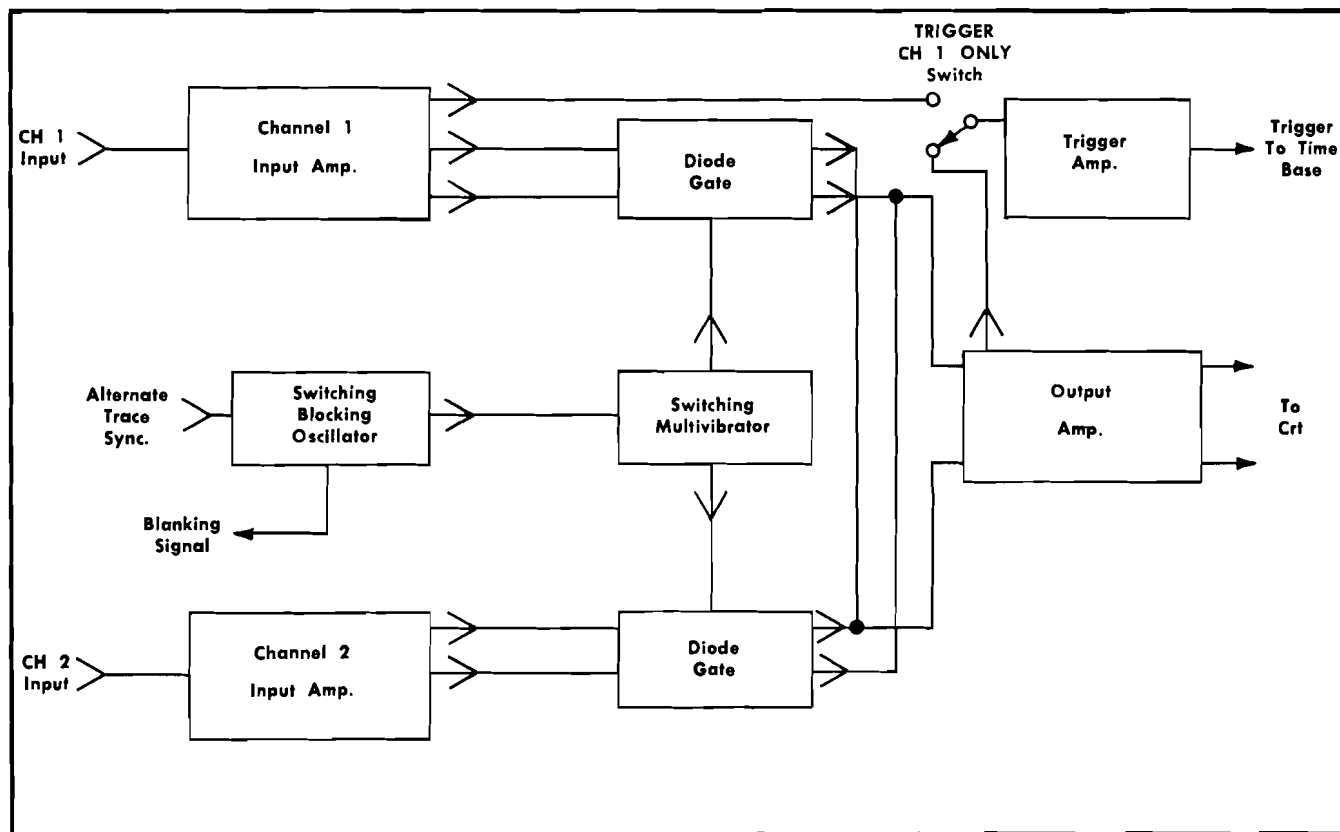 TRIGGER
CH 1 ONLY
Switch
CH 1
Input
Channel 1
Input Amp.
Diode
Gate
Trigger
Amp.
Trigger
To Time
Base
Alternate
Trace
Sync.
Switching
Blocking
Oscillator
Switching
Multivibrator
Output
Amp.
To
Crt
Blanking
Signal
CH 2
Input
Channel 2
Input Amp.
Diode
Gate